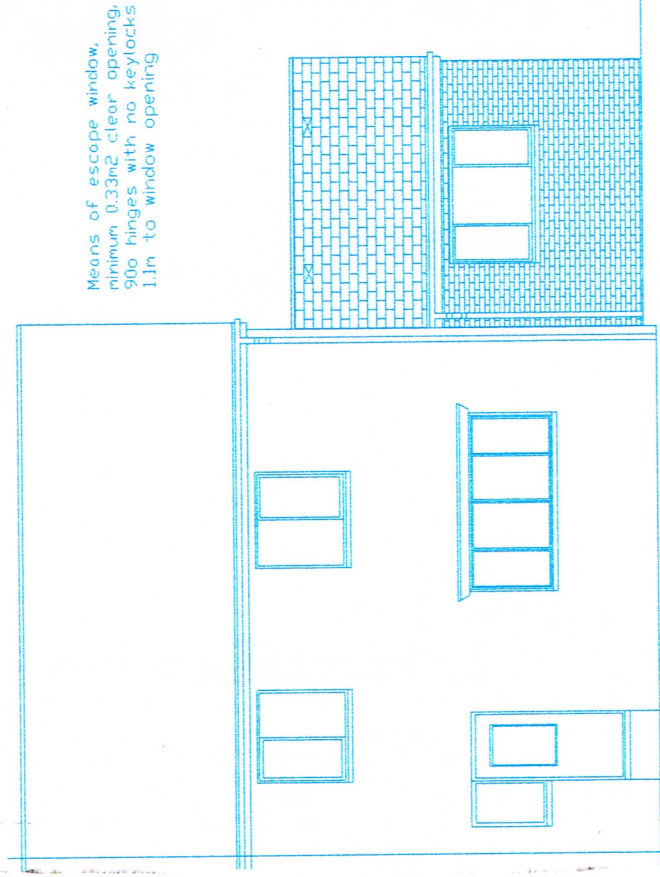 Means of escape window,
minimum 0.33m2 clear opening,
90o hinges with no keylocks
1.1m to window opening